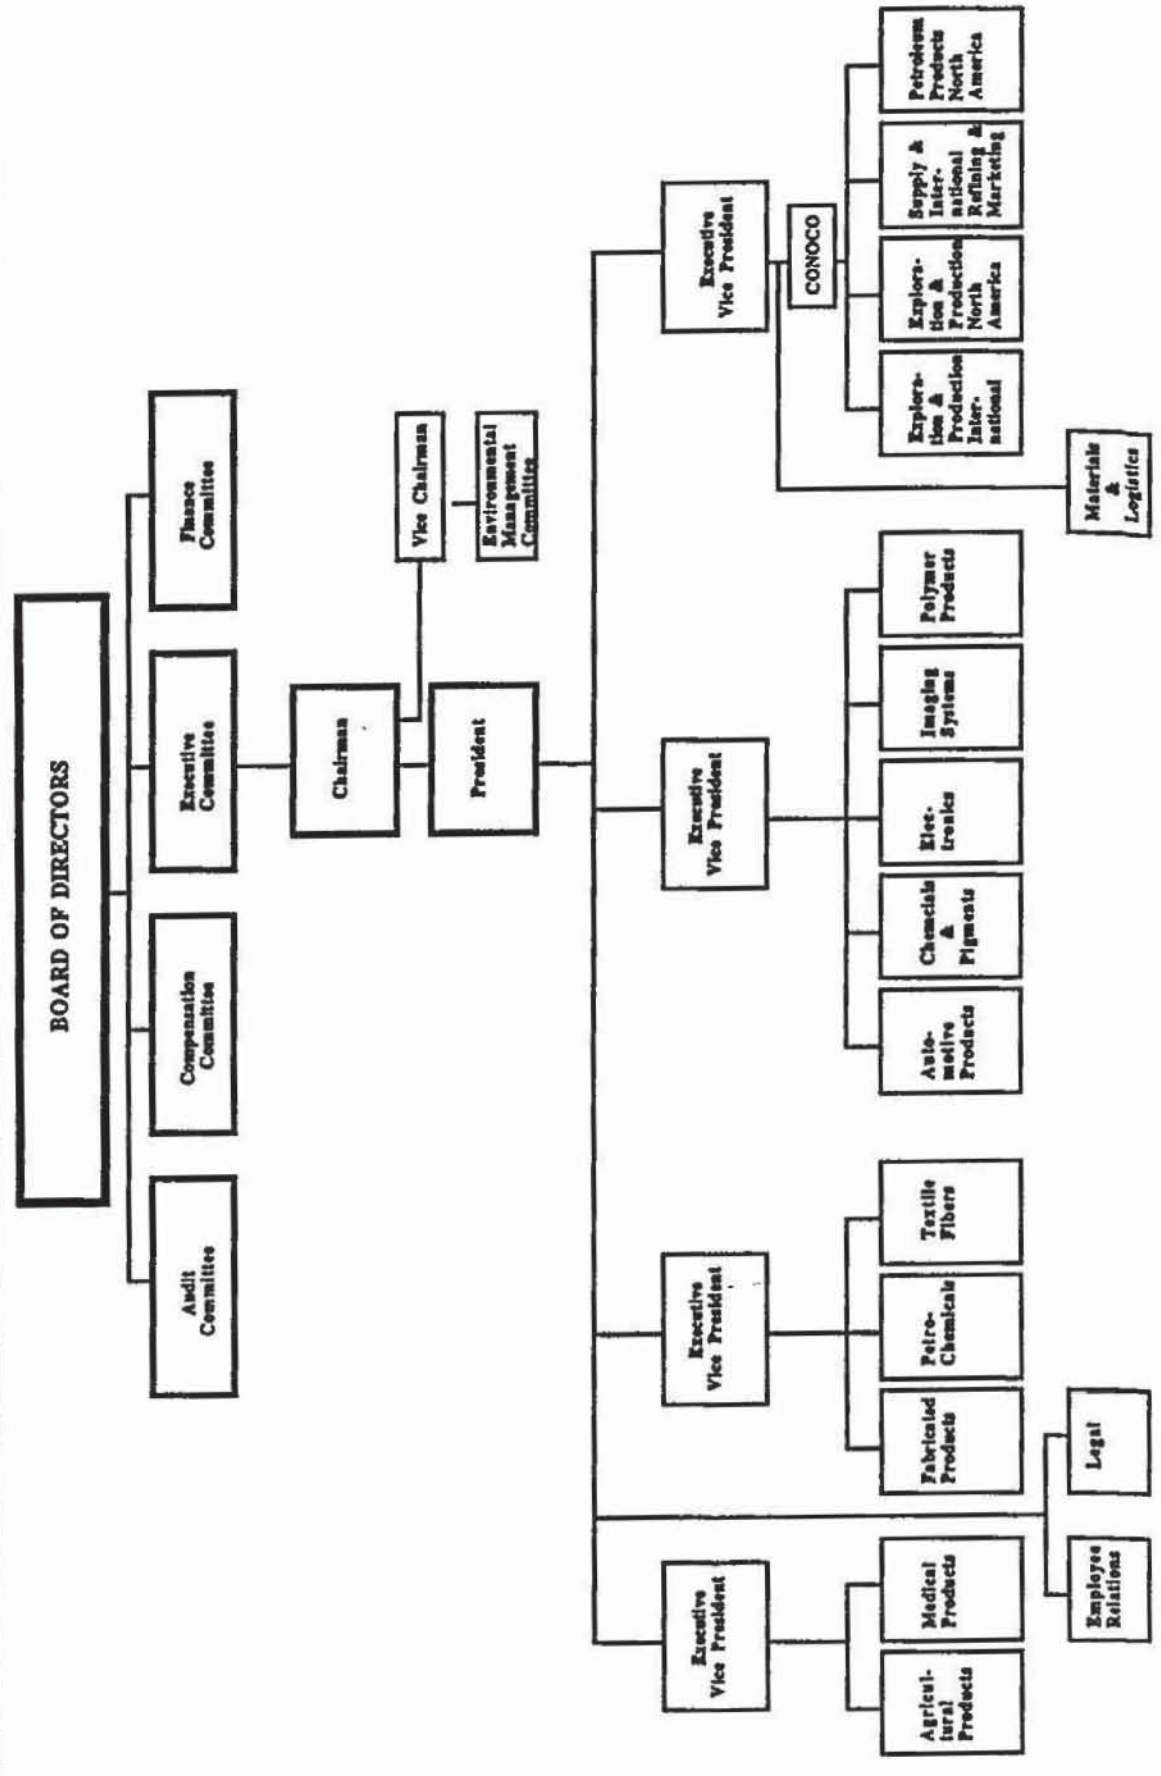 BOARD OF DIRECTORS
Audit
Committee
Compensation
Committee
Executive
Committee
Finance
Committee
Chairman
Vice Chairman
Environmental
Management
Committee
President
Executive
Vice President
Executive
Vice President
Executive
Vice President
Executive
Vice President
CONOCO
Agricul-
tural
Products
Medical
Products
Fabricated
Products
Petro-
Chemicals
Textile
Fibers
Auto-
motive
Products
Chemcials
&
Pigments
Elec-
tronics
Imaging
Systems
Polymer
Products
Explora-
tion &
Production
Inter-
national
Explora-
tion &
Production
North
America
Supply &
Inter-
national
Refining &
Marketing
Petroleum
Products
North
America
Employee
Relations
Legal
Materials
&
Logistics